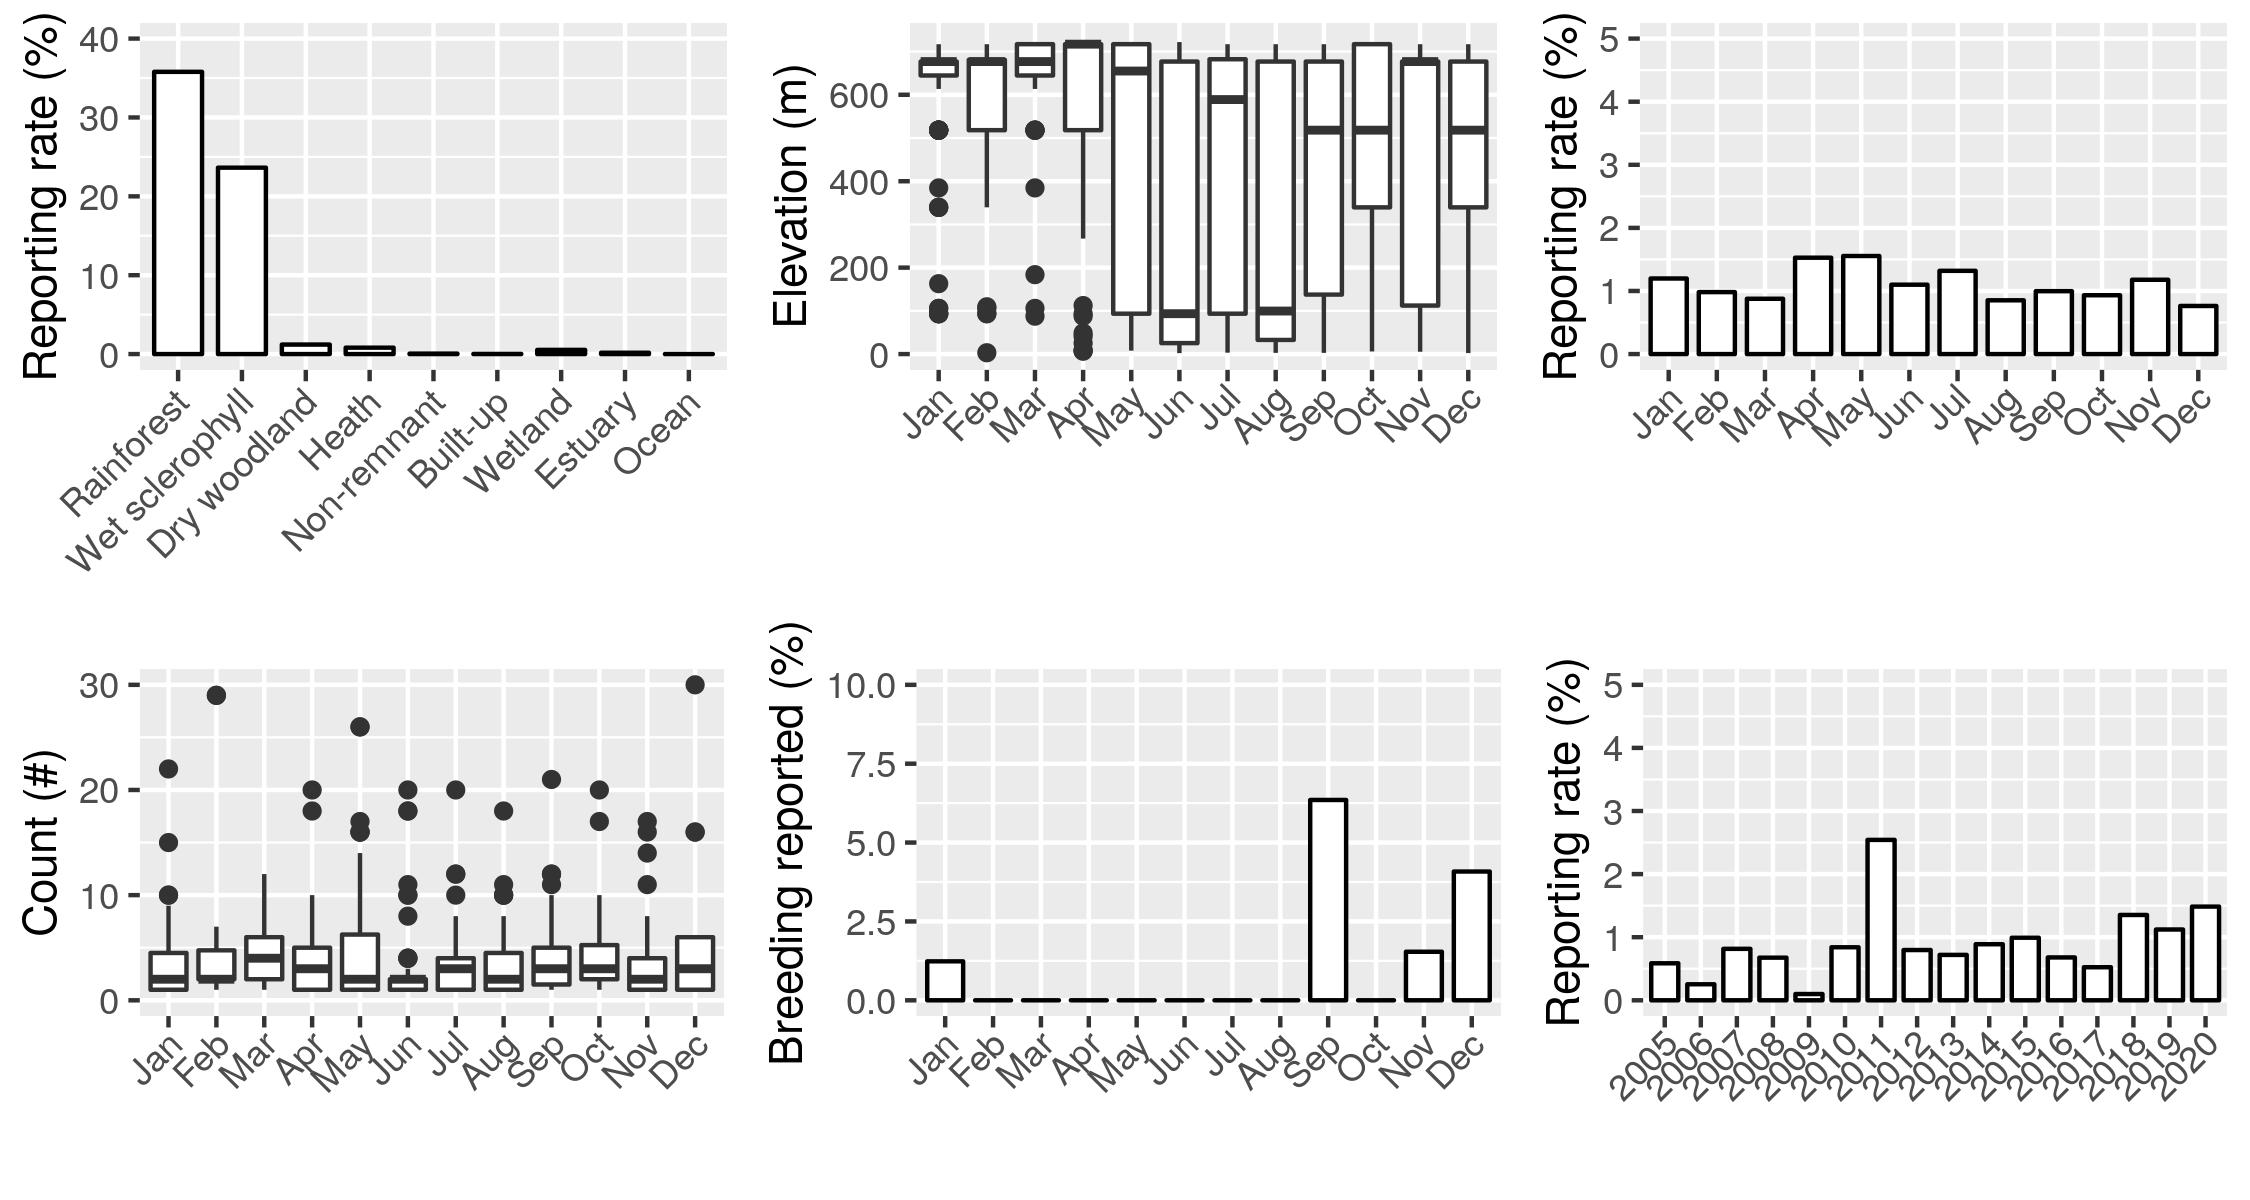 Reporting rate (%)
40
30
20
10
0
Rainforest
Wet sclerophyll
Dry woodland
Heath
Non-remnant
Built-up
Wetland
Estuary
Ocean
Elevation (m)
600
400
200
0
Jan
Feb
Mar
Apr
May
Jun
Jul
Aug
Sep
Oct
Nov
Dec
Reporting rate (%)
5
4
3
2
1
0
Jan
Feb
Mar
Apr
May
Jun
Jul
Aug
Sep
Oct
Nov
Dec
Count (#)
30
20
10
0
Jan
Feb
Mar
Apr
May
Jun
Jul
Aug
Sep
Oct
Nov
Dec
Breeding reported (%)
10.0
7.5
5.0
2.5
0.0
Jan
Feb
Mar
Apr
May
Jun
Jul
Aug
Sep
Oct
Nov
Dec
Reporting rate (%)
5
4
3
2
1
0
2005
2006
2007
2008
2009
2010
2011
2012
2013
2014
2015
2016
2017
2018
2019
2020